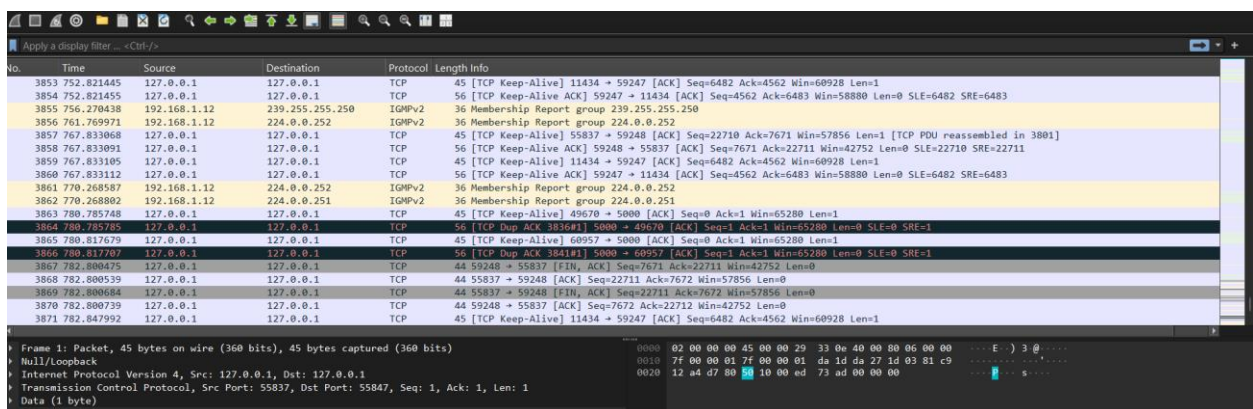 Apply a display filter ... <Ctrl-/>
No. Time Source Destination Protocol Length Info
3853 752.821445 127.0.0.1 127.0.0.1 TCP 45 [TCP Keep-Alive] 11434 → 59247 [ACK] Seq=6482 Ack=4562 Win=60928 Len=1
3854 752.821455 127.0.0.1 127.0.0.1 TCP 56 [TCP Keep-Alive ACK] 59247 → 11434 [ACK] Seq=4562 Ack=6483 Win=58880 Len=0 SLE=6482 SRE=6483
3855 756.270438 192.168.1.12 239.255.255.250 IGMPv2 36 Membership Report group 239.255.255.250
3856 761.769971 192.168.1.12 224.0.0.252 IGMPv2 36 Membership Report group 224.0.0.252
3857 767.833068 127.0.0.1 127.0.0.1 TCP 45 [TCP Keep-Alive] 55837 → 59248 [ACK] Seq=22710 Ack=7671 Win=57856 Len=1 [TCP PDU reassembled in 3801]
3858 767.833091 127.0.0.1 127.0.0.1 TCP 56 [TCP Keep-Alive ACK] 59248 → 55837 [ACK] Seq=7671 Ack=22711 Win=42752 Len=0 SLE=22710 SRE=22711
3859 767.833105 127.0.0.1 127.0.0.1 TCP 45 [TCP Keep-Alive] 11434 → 59247 [ACK] Seq=6482 Ack=4562 Win=60928 Len=1
3860 767.833112 127.0.0.1 127.0.0.1 TCP 56 [TCP Keep-Alive ACK] 59247 → 11434 [ACK] Seq=4562 Ack=6483 Win=58880 Len=0 SLE=6482 SRE=6483
3861 770.268587 192.168.1.12 224.0.0.252 IGMPv2 36 Membership Report group 224.0.0.252
3862 770.268802 192.168.1.12 224.0.0.251 IGMPv2 36 Membership Report group 224.0.0.251
3863 780.785748 127.0.0.1 127.0.0.1 TCP 45 [TCP Keep-Alive] 49670 → 5000 [ACK] Seq=0 Ack=1 Win=65280 Len=1
3864 780.785785 127.0.0.1 127.0.0.1 TCP 56 [TCP Dup ACK 3836#1] 5000 → 49670 [ACK] Seq=1 Ack=1 Win=65280 Len=0 SLE=0 SRE=1
3865 780.817679 127.0.0.1 127.0.0.1 TCP 45 [TCP Keep-Alive] 60957 → 5000 [ACK] Seq=0 Ack=1 Win=65280 Len=1
3866 780.817707 127.0.0.1 127.0.0.1 TCP 56 [TCP Dup ACK 3841#1] 5000 → 60957 [ACK] Seq=1 Ack=1 Win=65280 Len=0 SLE=0 SRE=1
3867 782.800475 127.0.0.1 127.0.0.1 TCP 44 59248 → 55837 [FIN, ACK] Seq=7671 Ack=22711 Win=42752 Len=0
3868 782.800539 127.0.0.1 127.0.0.1 TCP 44 55837 → 59248 [ACK] Seq=22711 Ack=7672 Win=57856 Len=0
3869 782.800684 127.0.0.1 127.0.0.1 TCP 44 55837 → 59248 [FIN, ACK] Seq=22711 Ack=7672 Win=57856 Len=0
3870 782.800739 127.0.0.1 127.0.0.1 TCP 44 59248 → 55837 [ACK] Seq=7672 Ack=22712 Win=42752 Len=0
3871 782.847992 127.0.0.1 127.0.0.1 TCP 45 [TCP Keep-Alive] 11434 → 59247 [ACK] Seq=6482 Ack=4562 Win=60928 Len=1
Frame 1: Packet, 45 bytes on wire (360 bits), 45 bytes captured (360 bits)
Null/Loopback
Internet Protocol Version 4, Src: 127.0.0.1, Dst: 127.0.0.1
Transmission Control Protocol, Src Port: 55837, Dst Port: 55847, Seq: 1, Ack: 1, Len: 1
Data (1 byte)
0000 02 00 00 00 45 00 00 29 33 0e 40 00 80 06 00 00 ····E··) 3·@·····
0010 7f 00 00 01 7f 00 00 01 da 1d da 27 1d 03 81 c9 ········ ···'····
0020 12 a4 d7 80 50 10 00 ed 73 ad 00 00 00 ····P··· s····